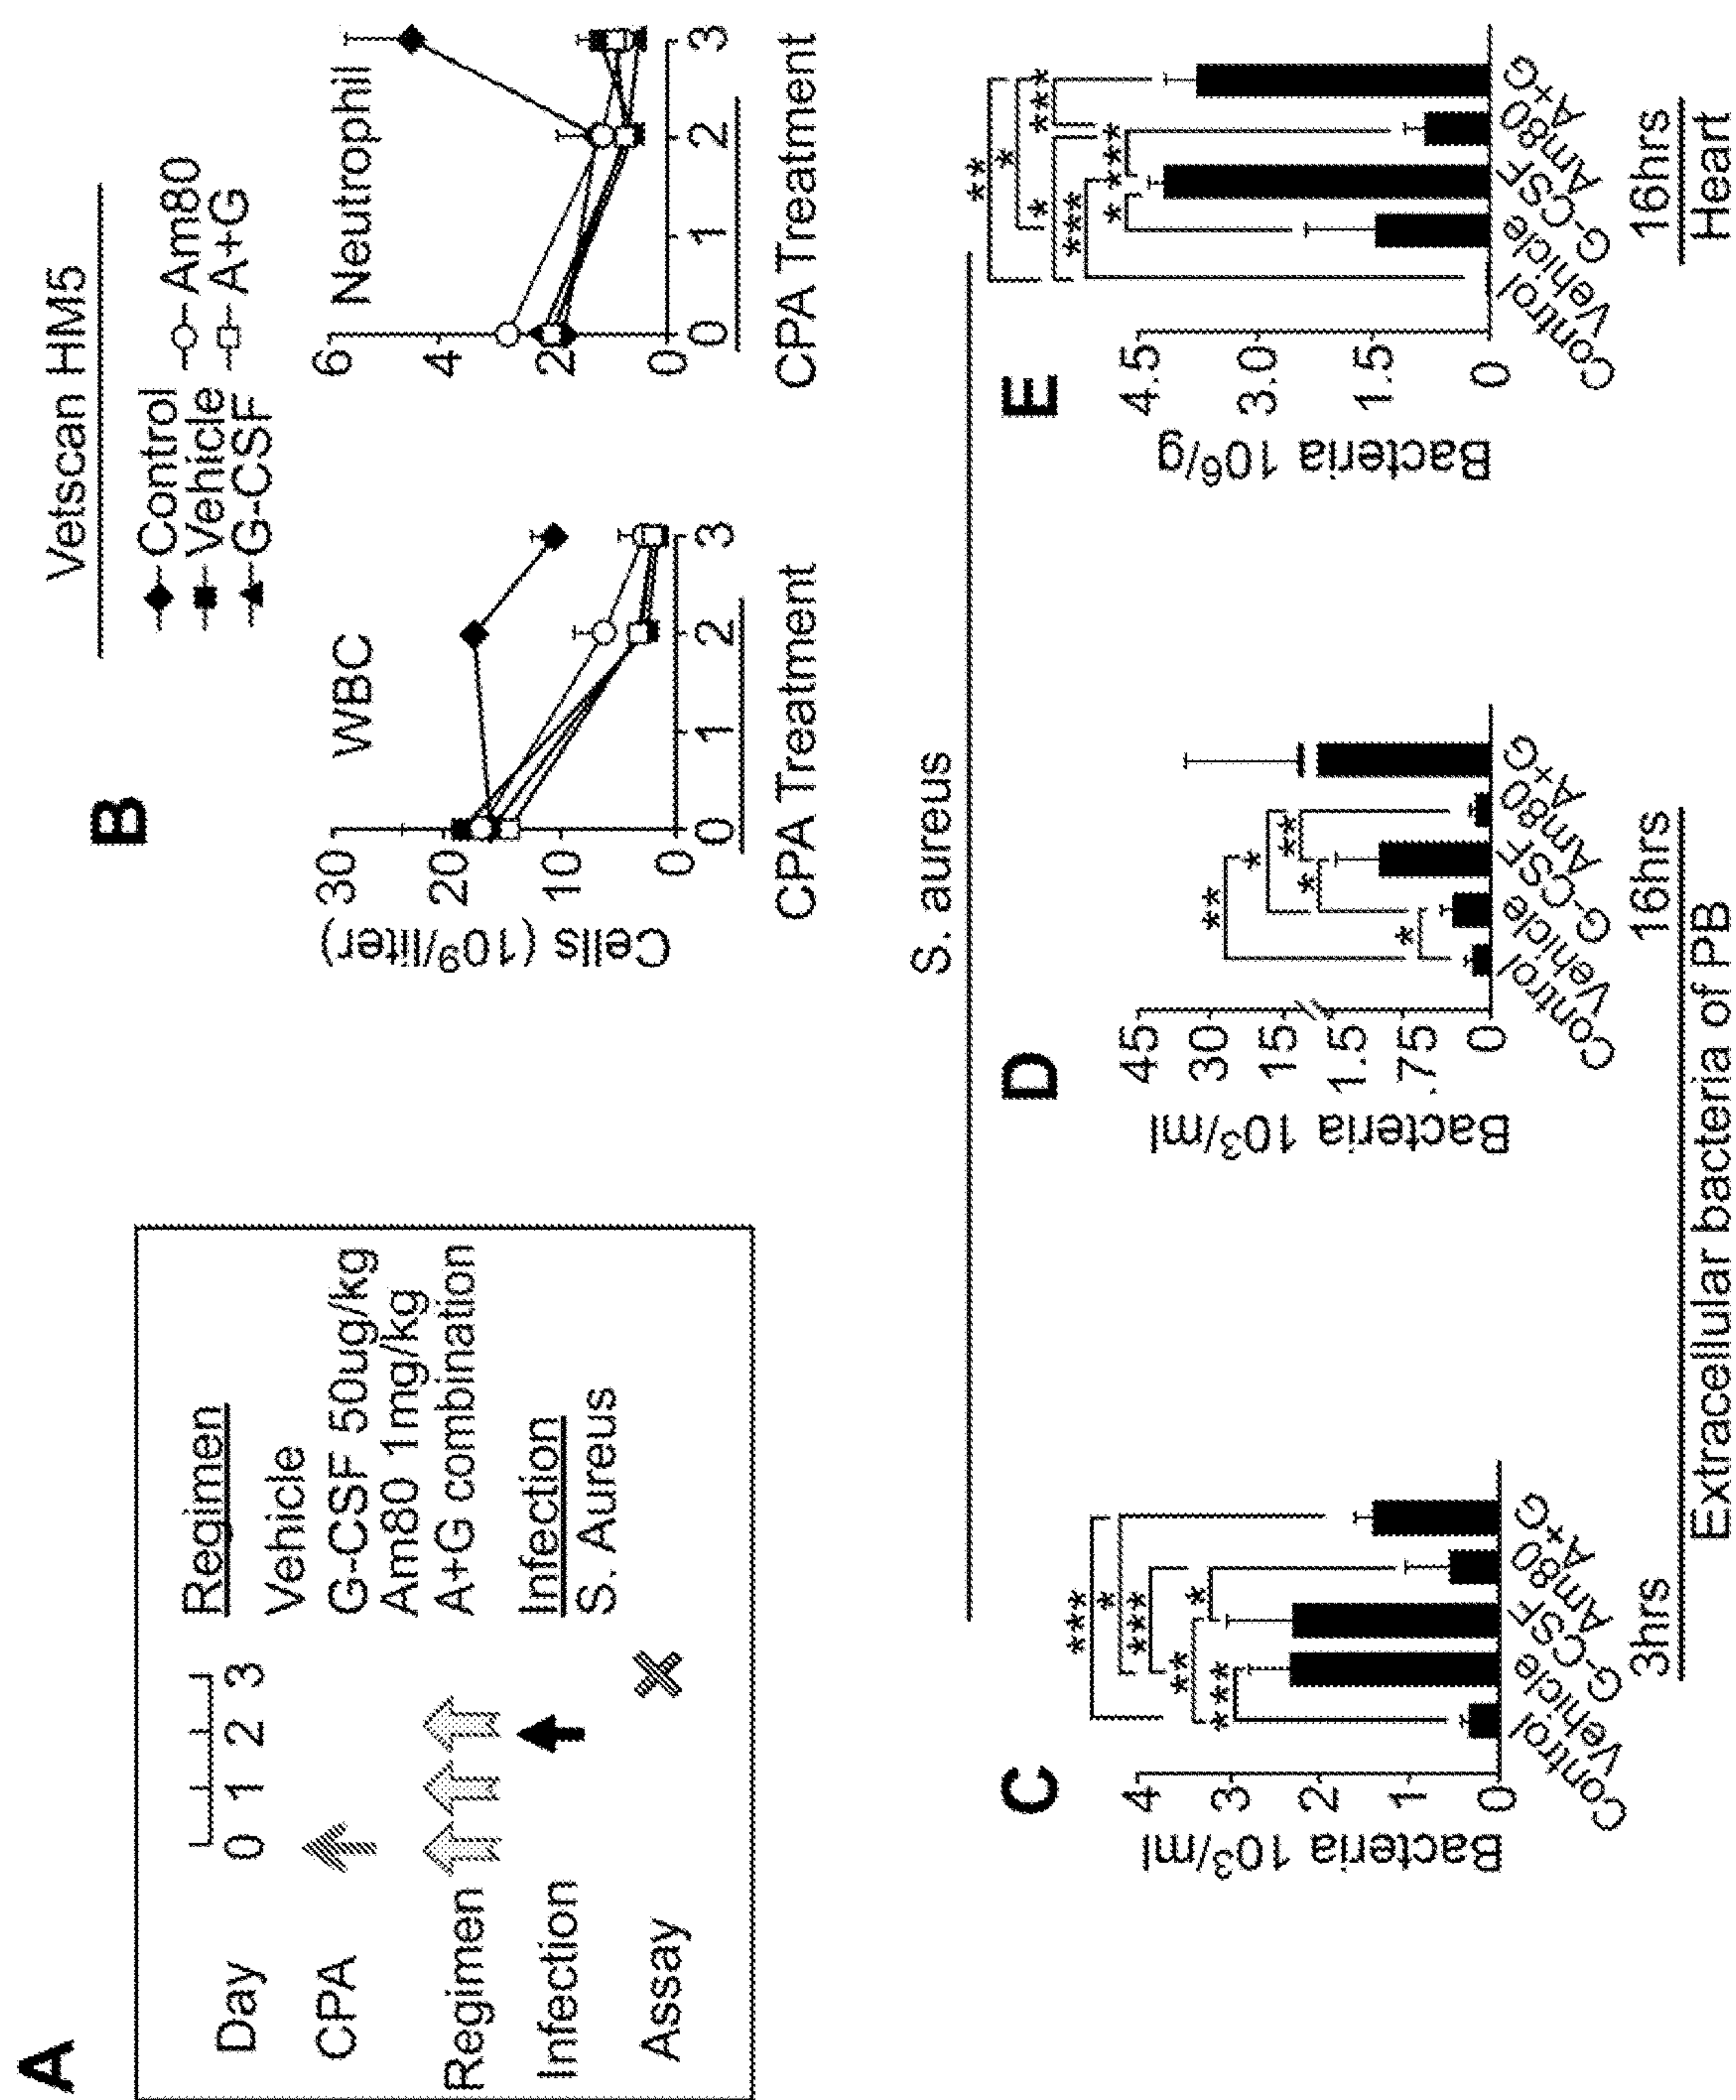 A
Day 0 1 2 3
CPA
Regimen
Infection
Assay
Regimen
Vehicle
G-CSF 50ug/kg
Am80 1mg/kg
A+G combination
Infection
S. Aureus
B
Vetscan HM5
Control Am80
Vehicle A+G
G-CSF
WBC
Cells (10⁹/liter)
30
20
10
0
0 1 2 3
CPA Treatment
Neutrophil
6
4
2
0
0 1 2 3
CPA Treatment
S. aureus
C
Bacteria 10³/ml
4
3
2
1
0
***
*
***
**
*
***
Control
Vehicle
G-CSF
Am80
A+G
3hrs
D
Bacteria 10³/ml
45
30
15
1.5
.75
0
**
*
**
*
*
Control
Vehicle
G-CSF
Am80
A+G
16hrs
Extracellular bacteria of PB
E
Bacteria 10⁶/g
4.5
3.0
1.5
0
**
*
*
***
***
*
***
Control
Vehicle
G-CSF
Am80
A+G
16hrs
Heart